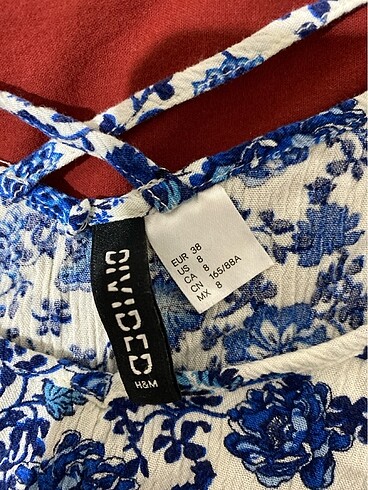 DIVIDED
H&M
EUR 38
US 8
CA 8
CN 165/88A
MX 8